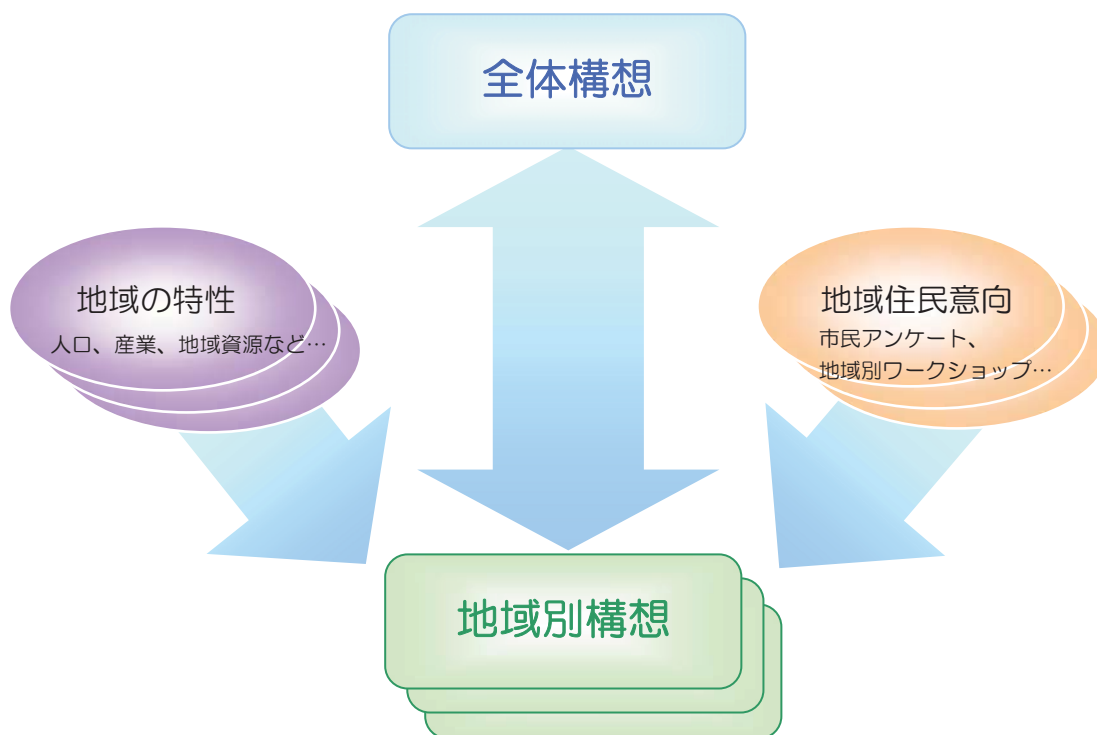 全体構想
地域の特性
人口、産業、地域資源など…
地域住民意向
市民アンケート、
地域別ワークショップ…
地域別構想